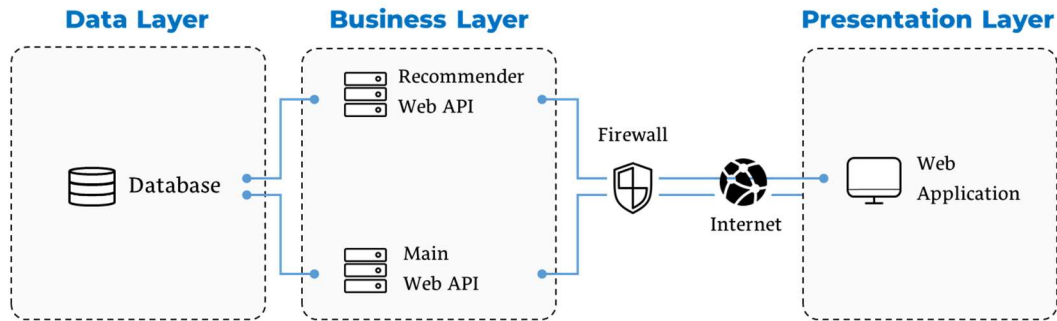 Data Layer
Business Layer
Presentation Layer
Recommender
Web API
Firewall
Database
Web
Application
Internet
Main
Web API